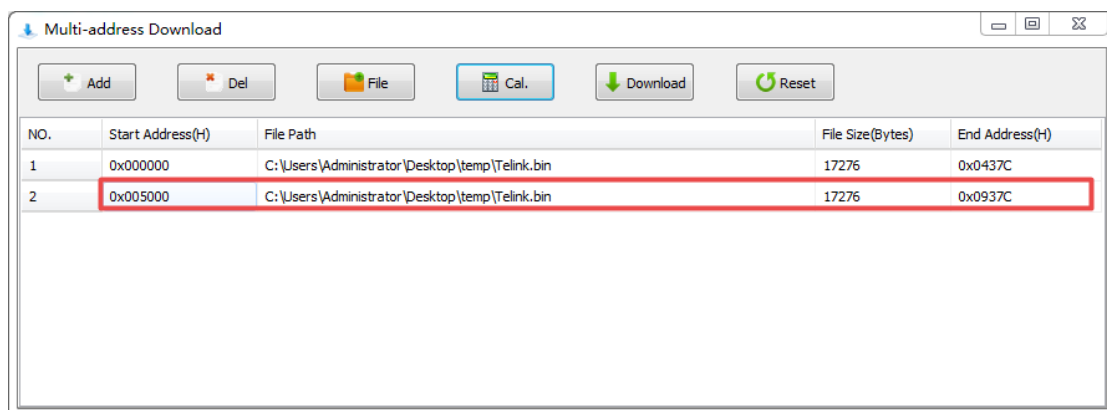 Multi-address Download
Add Del File Cal. Download Reset
NO. Start Address(H) File Path File Size(Bytes) End Address(H)
1 0x000000 C:\Users\Administrator\Desktop\temp\Telink.bin 17276 0x0437C
2 0x005000 C:\Users\Administrator\Desktop\temp\Telink.bin 17276 0x0937C